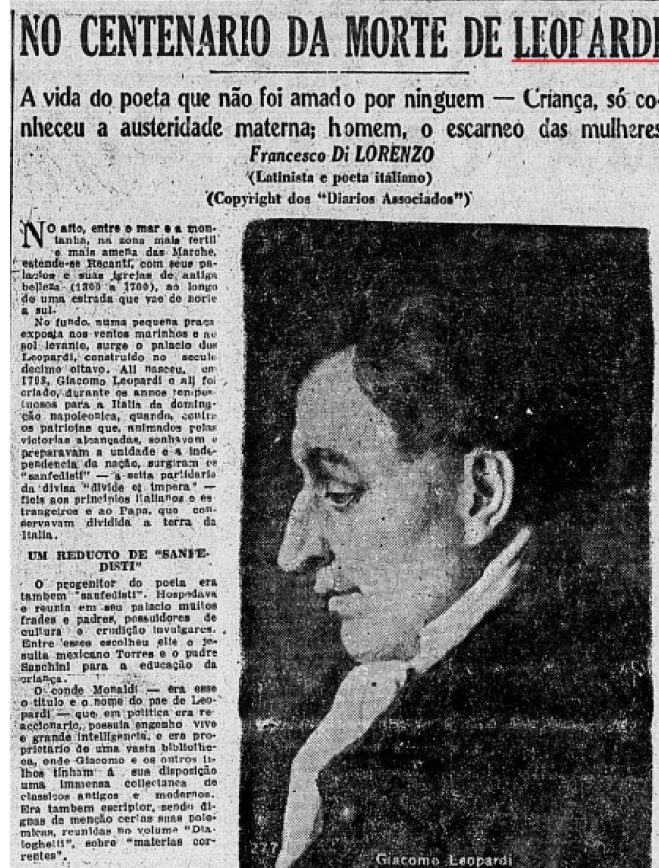 NO CENTENARIO DA MORTE DE LEOPARDI
A vida do poeta que não foi amado por ninguem — Criança, só co-
nheceu a austeridade materna; homem, o escarneo das mulheres
Francesco Di LORENZO
(Latinista e poeta italiano)
(Copyright dos "Diarios Associados")
NO alto, entre o mar e a mon-
tanha, na zona mais fertil
e mais amena das Marche,
estende-se Recanti, com seus pa-
lacios e suas igrejas de antiga
belleza (1300 a 1700), ao longo
de uma estrada que vae de norte
a sul.
No fundo, numa pequena praça
exposta aos ventos marinhos e ao
sol levante, surge o palacio dos
Leopardi, construido no seculo
decimo oitavo. Ali nasceu, em
1798, Giacomo Leopardi e ali foi
criado, durante os annos tempes-
tuosos para a Italia da domina-
ção napoleonica, quando, contra
os patriotas que, animados pelas
victorias alcançadas, sonhavam e
preparavam a unidade e a inde-
pendencia da nação, surgiram os
"sanfedisti" — a seita partidaria
da divisa "divide et impera" —
fieis aos principios italianos e es-
trangeiros e ao Papa, que con-
servavam dividida a terra da
Italia.
UM REDUCTO DE "SANFE-
DISTI"
O progenitor do poeta era
tambem "sanfedisti". Hospedava
e reunia em seu palacio muitos
frades e padres, possuidores de
cultura e erudição invulgares.
Entre esses escolheu elle o je-
suita mexicano Torres e o padre
Sanchini para a educação da
criança.
O conde Monaldi — era esse
o titulo e o nome do pae de Leo-
pardi — que em politica era re-
accionario, possuia engenho vivo
e grande intelligencia, e era pro-
prietario de uma vasta bibliothe-
ca, onde Giacomo e os outros fi-
lhos tinham á sua disposição
uma immensa collectanea de
classicos antigos e modernos.
Era tambem escriptor, sendo di-
gnas de menção certas suas pole-
micas, reunidas no volume "Dia-
loghetti", sobre "materias cor-
rentes".
Giacomo Leopardi